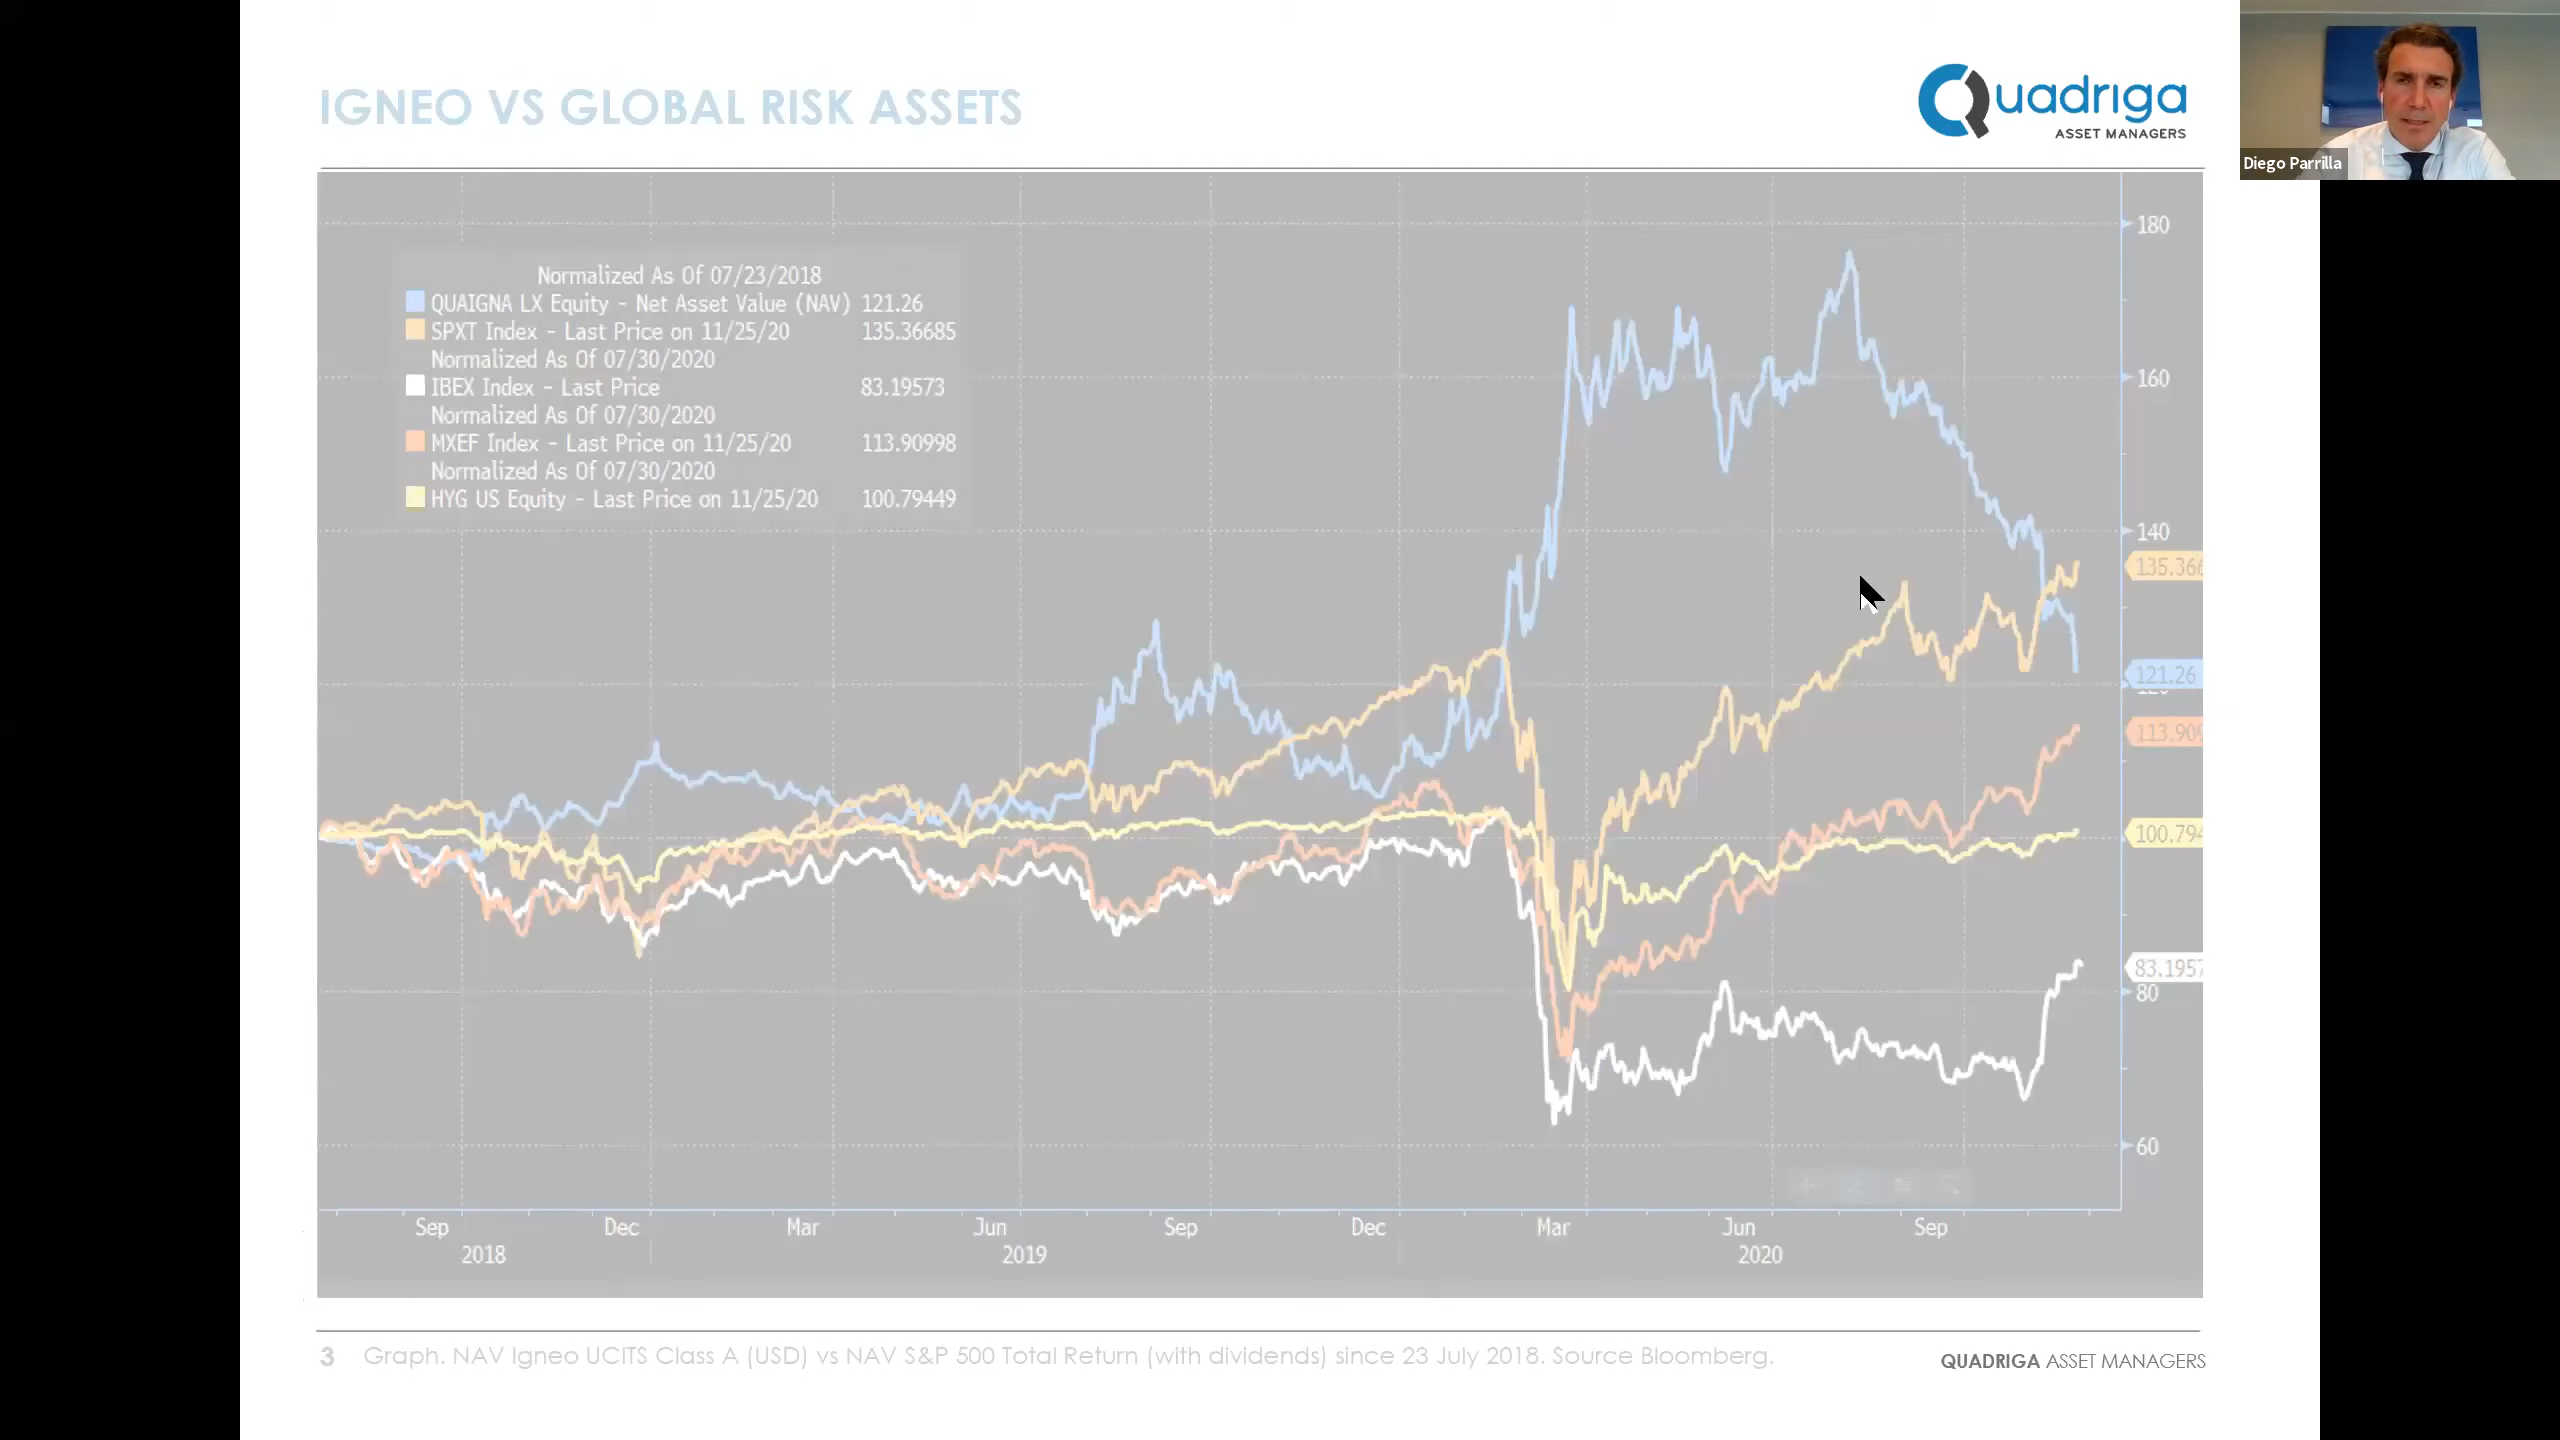 IGNEO VS GLOBAL RISK ASSETS
Quadriga
ASSET MANAGERS
Diego Parrilla
Normalized As Of 07/23/2018
QUAIGNA LX Equity - Net Asset Value (NAV) 121.26
SPXT Index - Last Price on 11/25/20 135.36685
Normalized As Of 07/30/2020
IBEX Index - Last Price 83.19573
Normalized As Of 07/30/2020
MXEF Index - Last Price on 11/25/20 113.90998
Normalized As Of 07/30/2020
HYG US Equity - Last Price on 11/25/20 100.79449
180
160
140
135.366
121.26
113.909
100.794
83.1957
80
60
Sep Dec Mar Jun Sep Dec Mar Jun Sep
2018 2019 2020
3 Graph. NAV Igneo UCITS Class A (USD) vs NAV S&P 500 Total Return (with dividends) since 23 July 2018. Source Bloomberg.
QUADRIGA ASSET MANAGERS